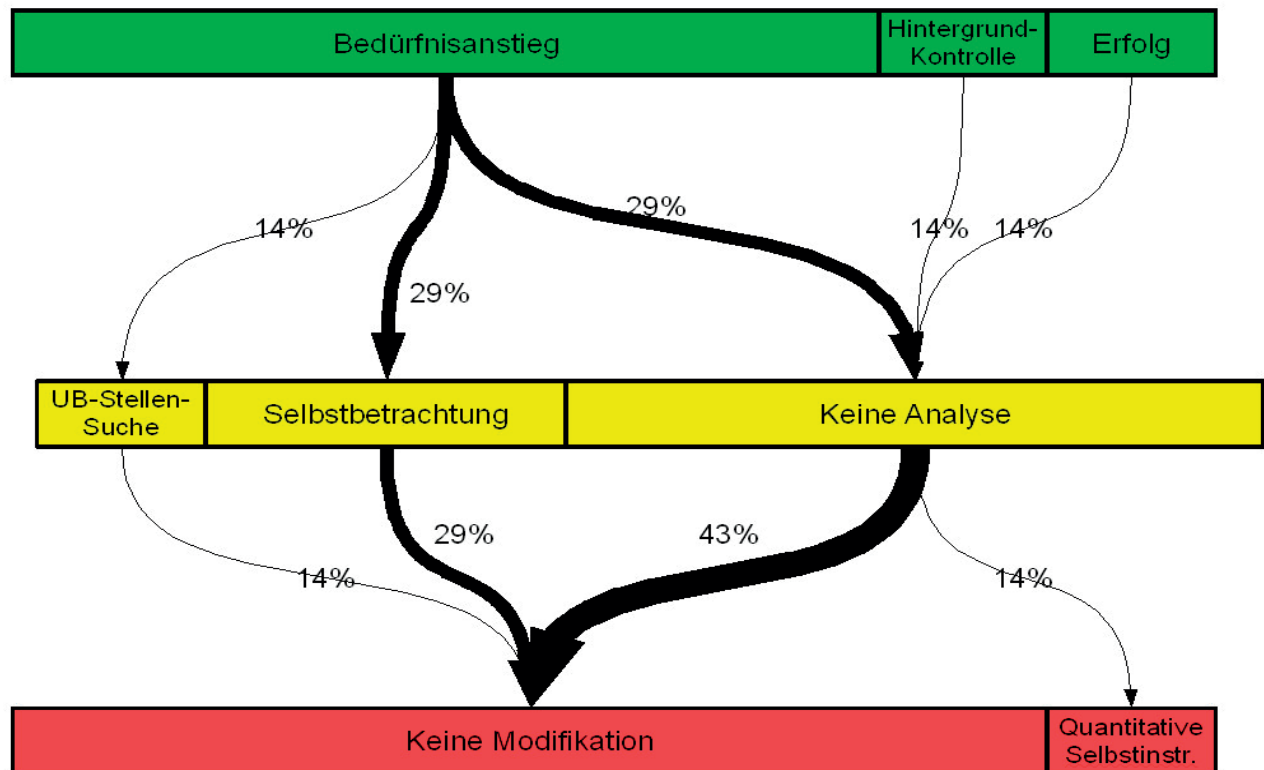 Bedürfnisanstieg
Hintergrund-
Kontrolle
Erfolg
14%
29%
29%
14%
14%
UB-Stellen-
Suche
Selbstbetrachtung
Keine Analyse
14%
29%
43%
14%
Keine Modifikation
Quantitative
Selbstinstr.